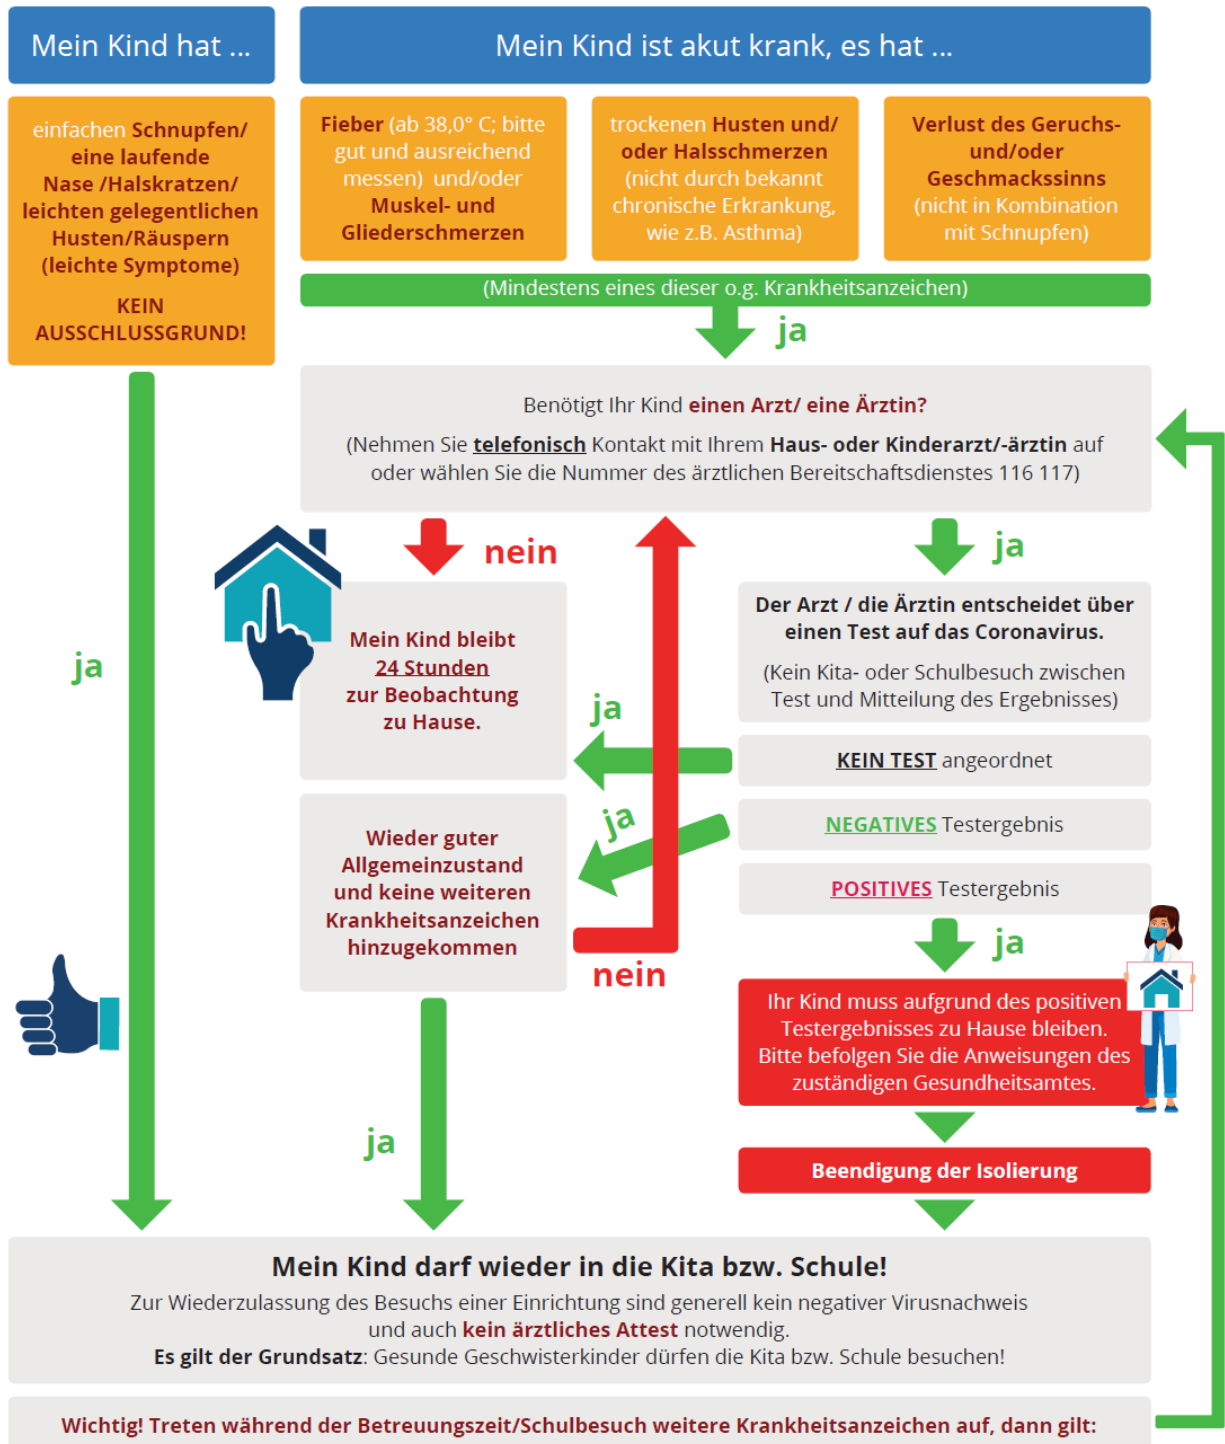 Mein Kind hat ...
Mein Kind ist akut krank, es hat ...
einfachen Schnupfen/
eine laufende
Nase /Halskratzen/
leichten gelegentlichen
Husten/Räuspern
(leichte Symptome)
KEIN
AUSSCHLUSSGRUND!
Fieber (ab 38,0° C; bitte
gut und ausreichend
messen) und/oder
Muskel- und
Gliederschmerzen
trockenen Husten und/
oder Halsschmerzen
(nicht durch bekannt
chronische Erkrankung,
wie z.B. Asthma)
Verlust des Geruchs-
und/oder
Geschmackssinns
(nicht in Kombination
mit Schnupfen)
(Mindestens eines dieser o.g. Krankheitsanzeichen)
ja
Benötigt Ihr Kind einen Arzt/ eine Ärztin?
(Nehmen Sie telefonisch Kontakt mit Ihrem Haus- oder Kinderarzt/-ärztin auf
oder wählen Sie die Nummer des ärztlichen Bereitschaftsdienstes 116 117)
nein
ja
Mein Kind bleibt
24 Stunden
zur Beobachtung
zu Hause.
Der Arzt / die Ärztin entscheidet über
einen Test auf das Coronavirus.
(Kein Kita- oder Schulbesuch zwischen
Test und Mitteilung des Ergebnisses)
ja
ja
KEIN TEST angeordnet
ja
NEGATIVES Testergebnis
POSITIVES Testergebnis
Wieder guter
Allgemeinzustand
und keine weiteren
Krankheitsanzeichen
hinzugekommen
nein
ja
Ihr Kind muss aufgrund des positiven
Testergebnisses zu Hause bleiben.
Bitte befolgen Sie die Anweisungen des
zuständigen Gesundheitsamtes.
ja
Beendigung der Isolierung
Mein Kind darf wieder in die Kita bzw. Schule!
Zur Wiederzulassung des Besuchs einer Einrichtung sind generell kein negativer Virusnachweis
und auch kein ärztliches Attest notwendig.
Es gilt der Grundsatz: Gesunde Geschwisterkinder dürfen die Kita bzw. Schule besuchen!
Wichtig! Treten während der Betreuungszeit/Schulbesuch weitere Krankheitsanzeichen auf, dann gilt: